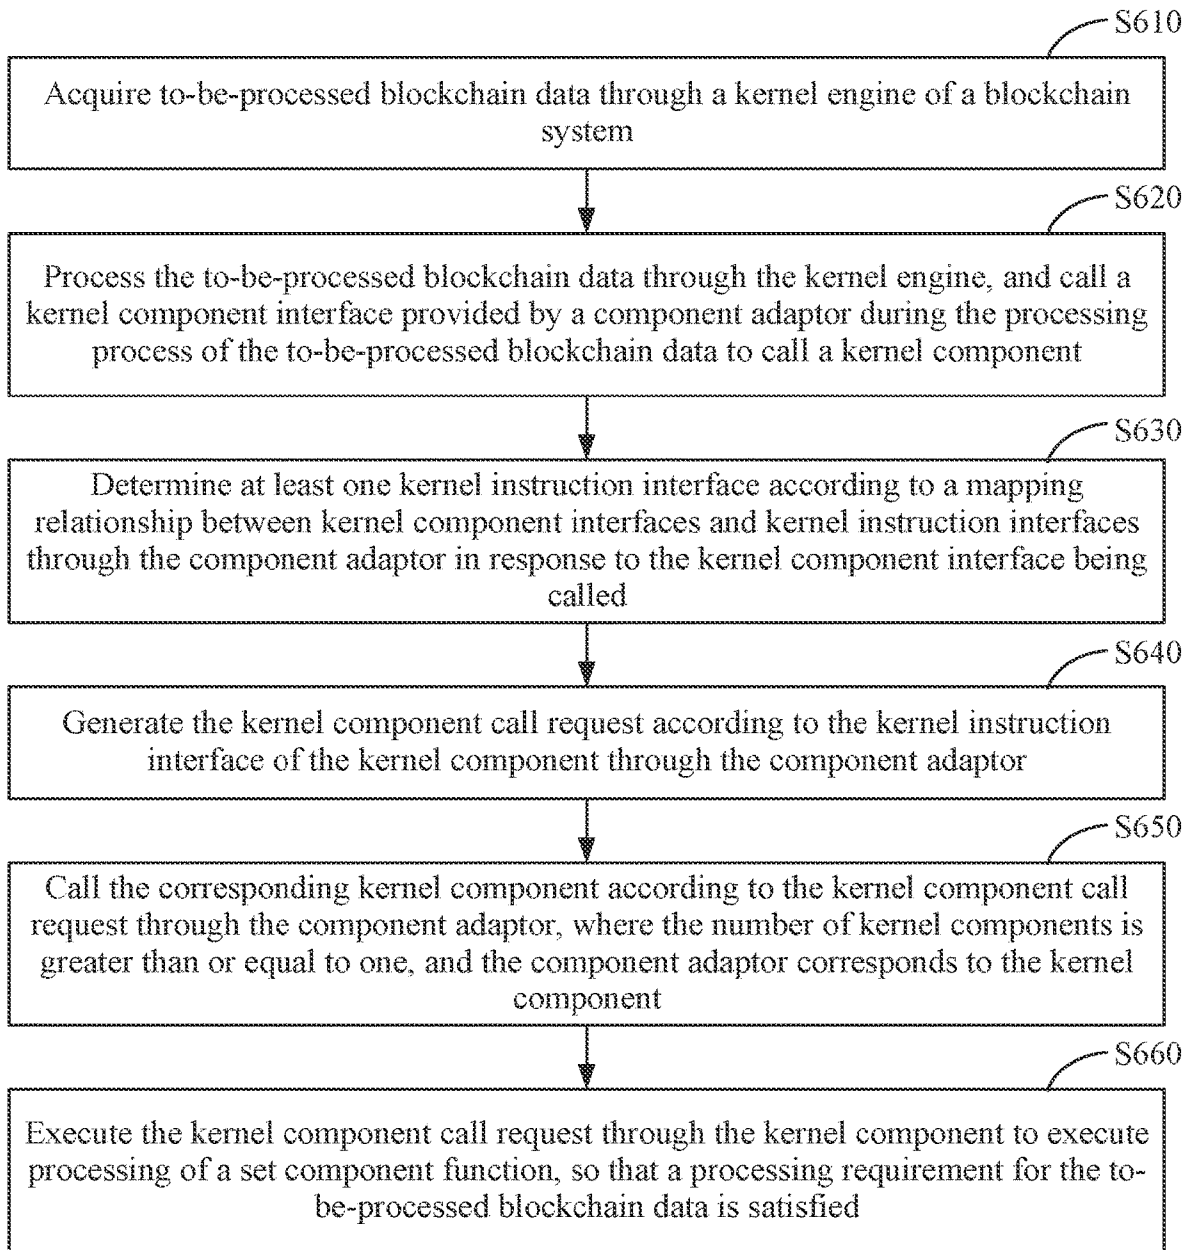 S610
Acquire to-be-processed blockchain data through a kernel engine of a blockchain
system
S620
Process the to-be-processed blockchain data through the kernel engine, and call a
kernel component interface provided by a component adaptor during the processing
process of the to-be-processed blockchain data to call a kernel component
S630
Determine at least one kernel instruction interface according to a mapping
relationship between kernel component interfaces and kernel instruction interfaces
through the component adaptor in response to the kernel component interface being
called
S640
Generate the kernel component call request according to the kernel instruction
interface of the kernel component through the component adaptor
S650
Call the corresponding kernel component according to the kernel component call
request through the component adaptor, where the number of kernel components is
greater than or equal to one, and the component adaptor corresponds to the kernel
component
S660
Execute the kernel component call request through the kernel component to execute
processing of a set component function, so that a processing requirement for the to-
be-processed blockchain data is satisfied